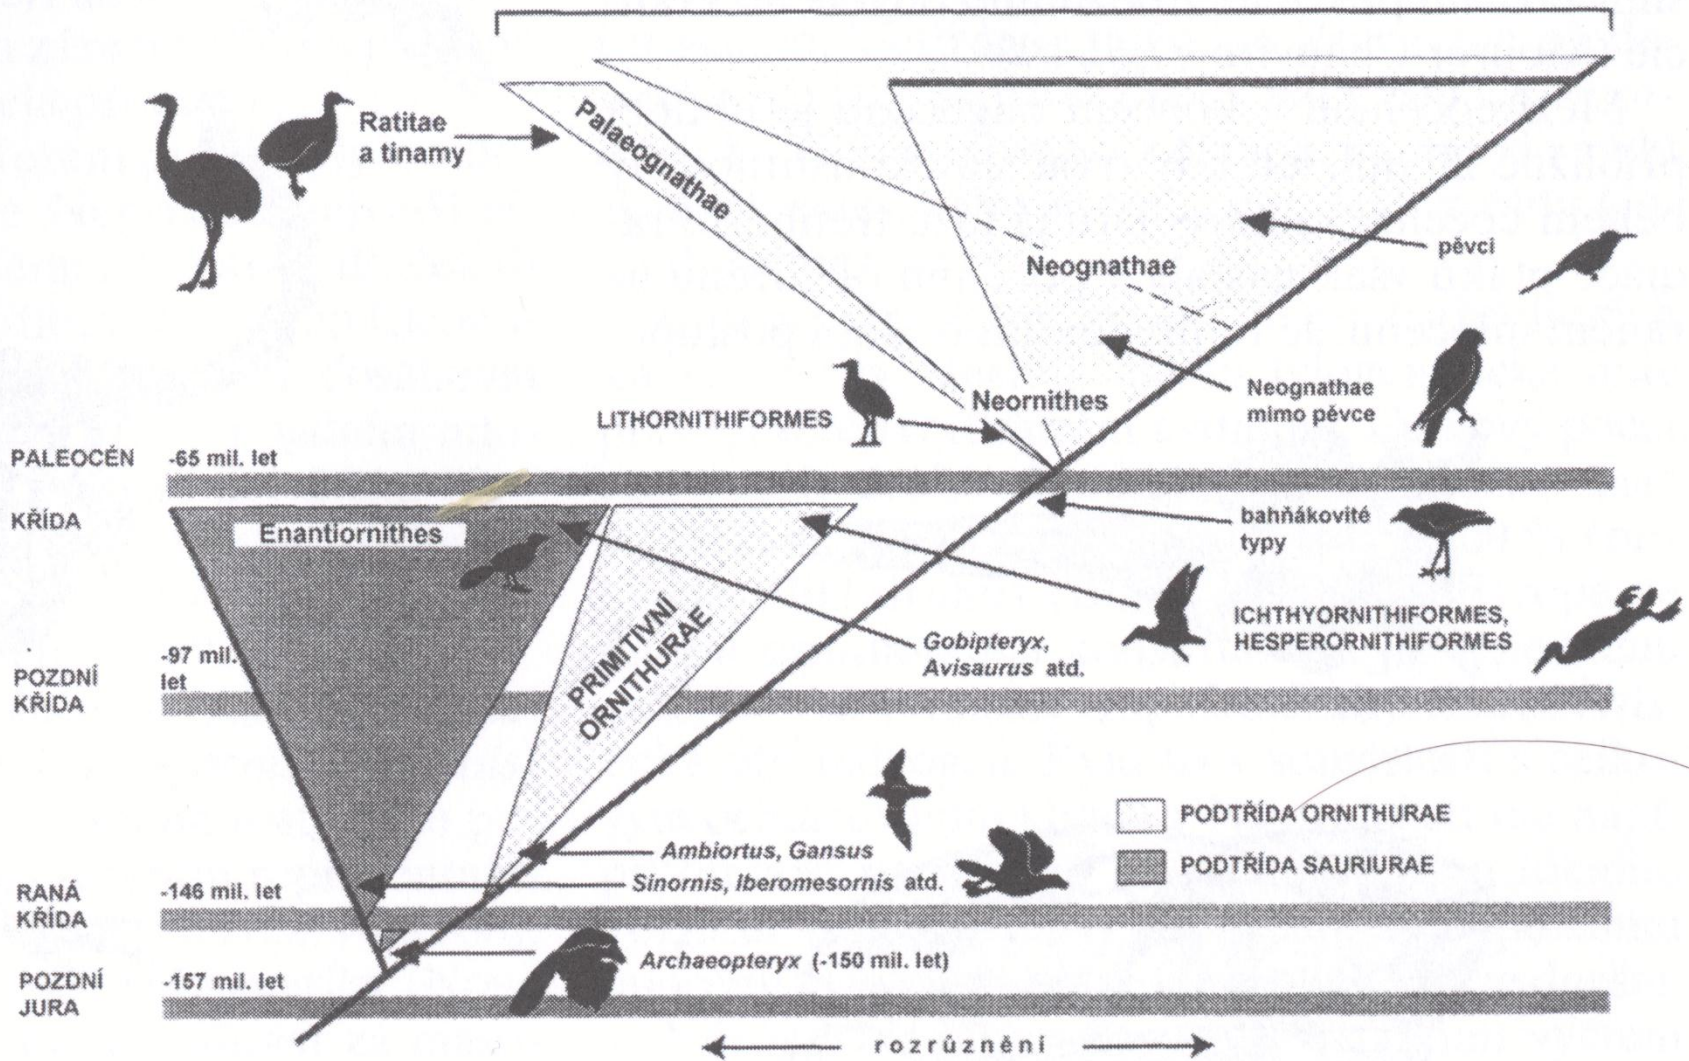 Ratitae
a tinamy
Palaeognathae
pěvci
Neognathae
Neognathae
mimo pěvce
Neornithes
LITHORNITHIFORMES
PALEOCÉN
-65 mil. let
KŘÍDA
Enantiornithes
bahňákovité
typy
PRIMITIVNÍ
ORNITHURAE
ICHTHYORNITHIFORMES,
HESPERORNITHIFORMES
Gobipteryx,
Avisaurus atd.
-97 mil.
let
POZDNÍ
KŘÍDA
PODTŘÍDA ORNITHURAE
PODTŘÍDA SAURIURAE
Ambiortus, Gansus
Sinornis, Iberomesornis atd.
RANÁ
KŘÍDA
-146 mil. let
Archaeopteryx (-150 mil. let)
POZDNÍ
JURA
-157 mil. let
rozrůznění